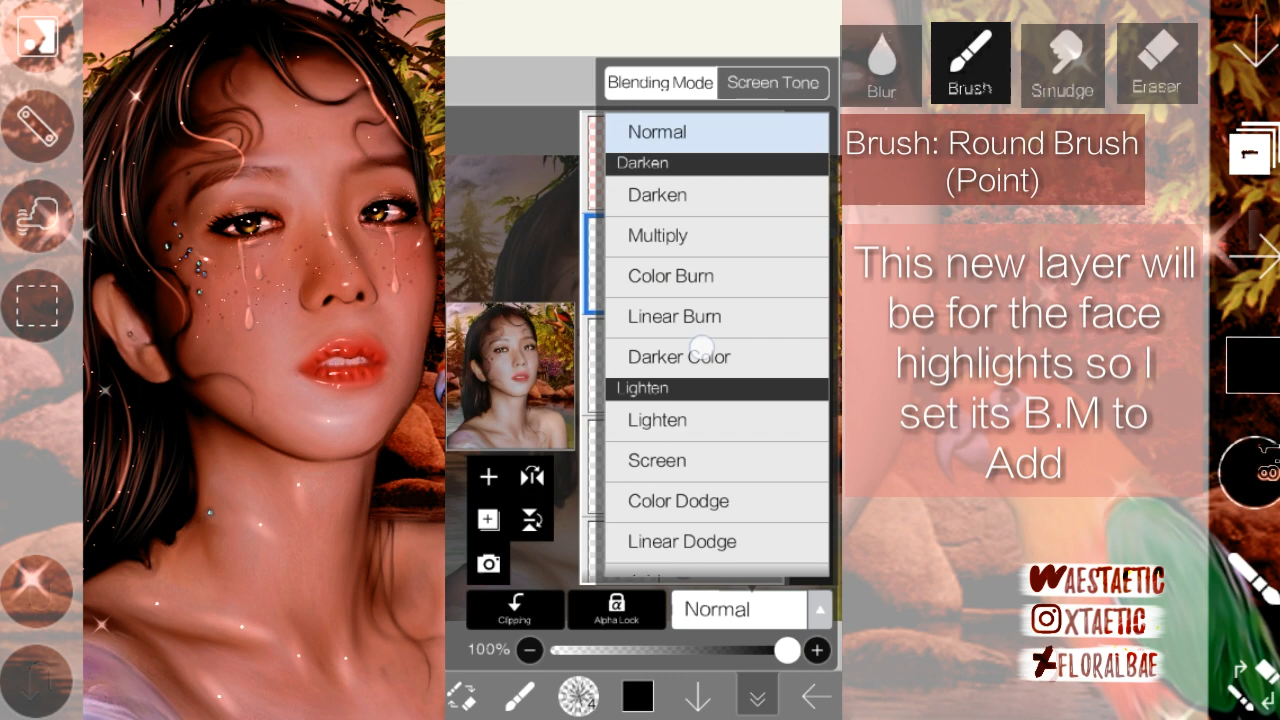 Blending Mode
Screen Tone
Normal
Darken
Darken
Multiply
Color Burn
Linear Burn
Darker Color
Lighten
Lighten
Screen
Color Dodge
Linear Dodge
Clipping
Alpha Lock
Normal
100%
4
Blur
Brush
Smudge
Eraser
Brush: Round Brush
(Point)
This new layer will
be for the face
highlights so I
set its B.M to
Add
WAESTAETIC
XTAETIC
FLORALBAE